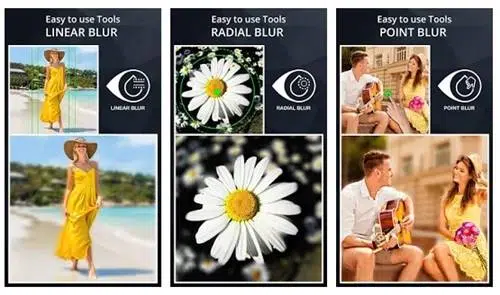 Easy to use Tools
LINEAR BLUR
LINEAR BLUR
Easy to use Tools
RADIAL BLUR
RADIAL BLUR
Easy to use Tools
POINT BLUR
POINT BLUR